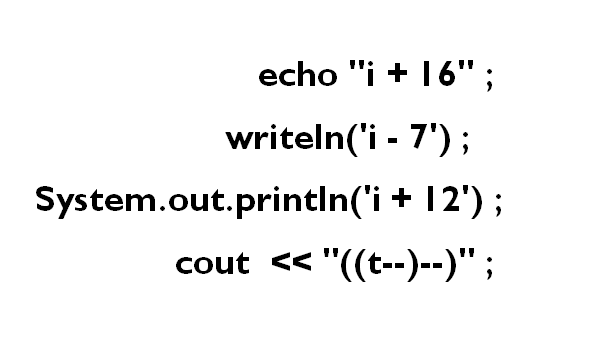 echo "i + 16" ;
writeln('i - 7') ;
System.out.println('i + 12') ;
cout << "((t--)--)" ;